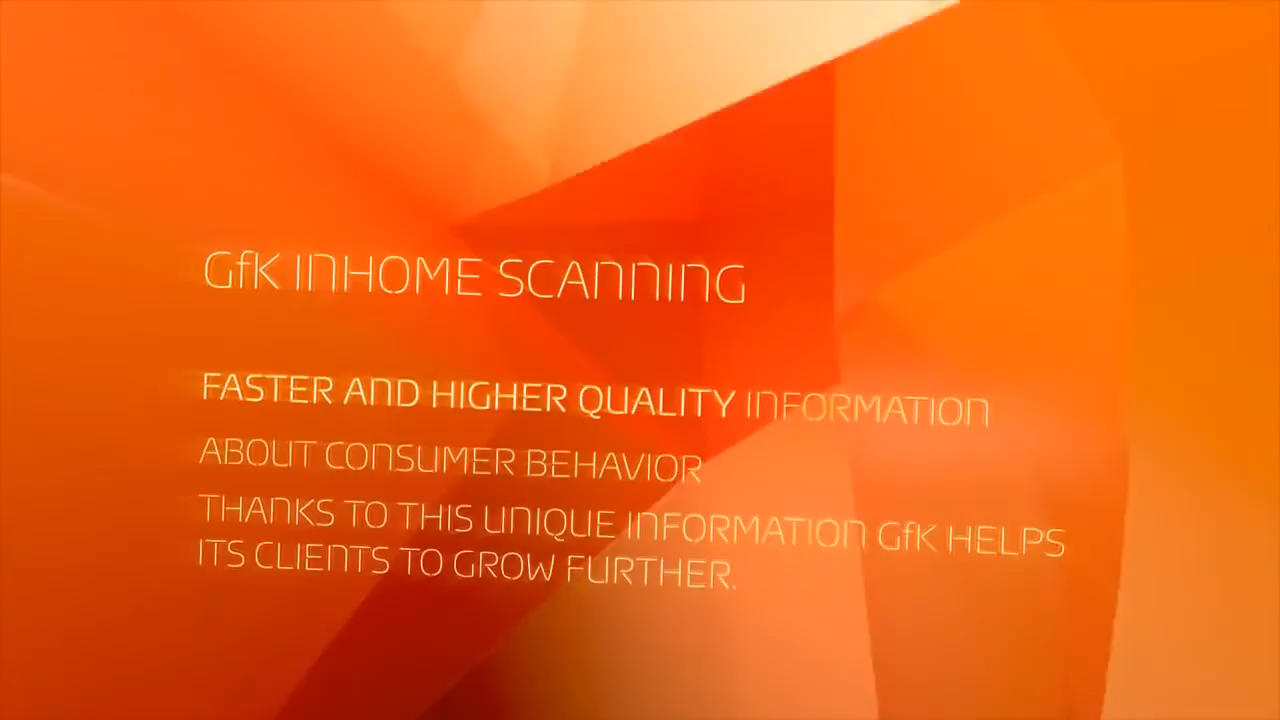 GfK INHOME SCANNING
FASTER AND HIGHER QUALITY INFORMATION
ABOUT CONSUMER BEHAVIOR
THANKS TO THIS UNIQUE INFORMATION GfK HELPS
ITS CLIENTS TO GROW FURTHER.